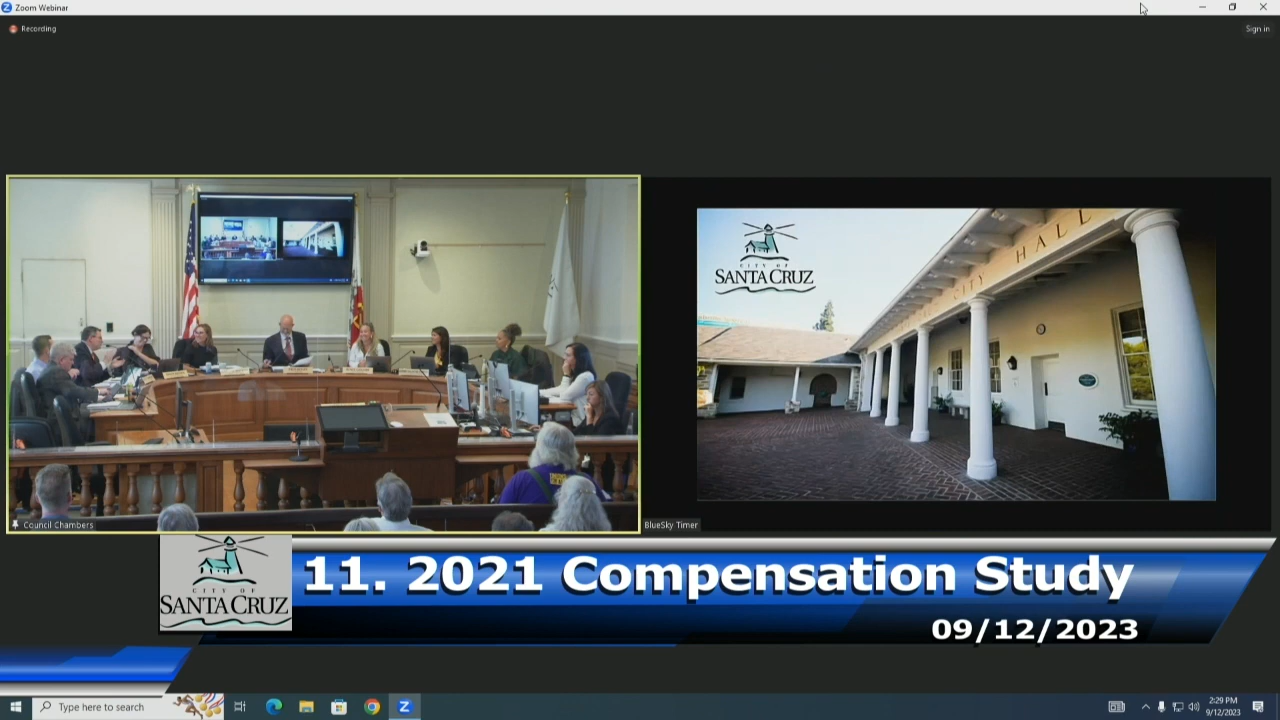 Zoom Webinar
Recording
Sign in
CITY OF
SANTA CRUZ
CITY HALL
Council Chambers
BlueSky Timer
CITY OF
SANTA CRUZ
11. 2021 Compensation Study
09/12/2023
Type here to search
2:29 PM
9/12/2023